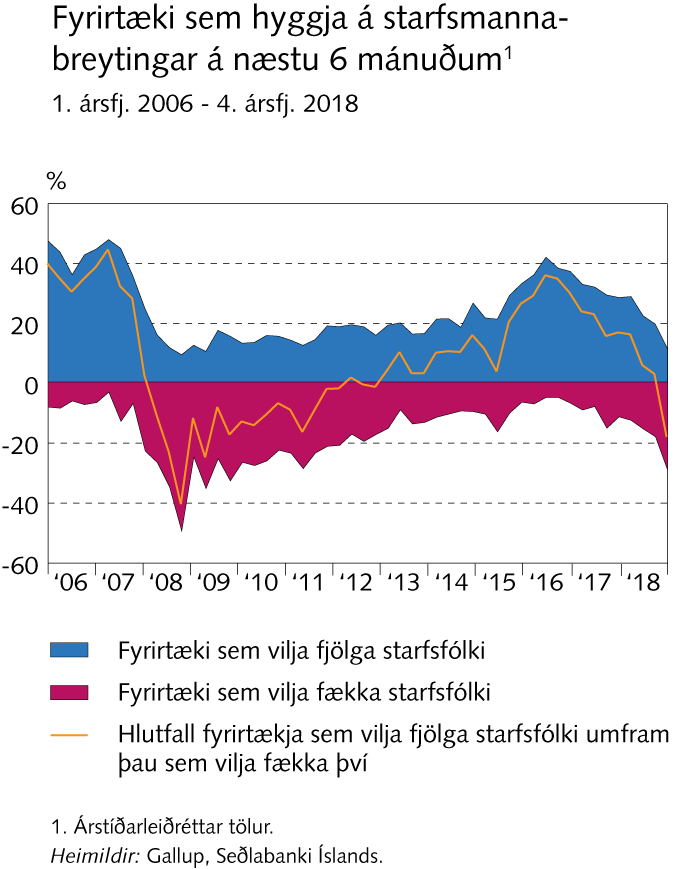 Fyrirtæki sem hyggja á starfsmanna-
breytingar á næstu 6 mánuðum¹
1. ársfj. 2006 - 4. ársfj. 2018
%
60
40
20
0
-20
-40
-60
‘06 ‘07 ‘08 ‘09 ‘10 ‘11 ‘12 ‘13 ‘14 ‘15 ‘16 ‘17 ‘18
Fyrirtæki sem vilja fjölga starfsfólki
Fyrirtæki sem vilja fækka starfsfólki
Hlutfall fyrirtækja sem vilja fjölga starfsfólki umfram
þau sem vilja fækka því
1. Árstíðarleiðréttar tölur.
Heimildir: Gallup, Seðlabanki Íslands.